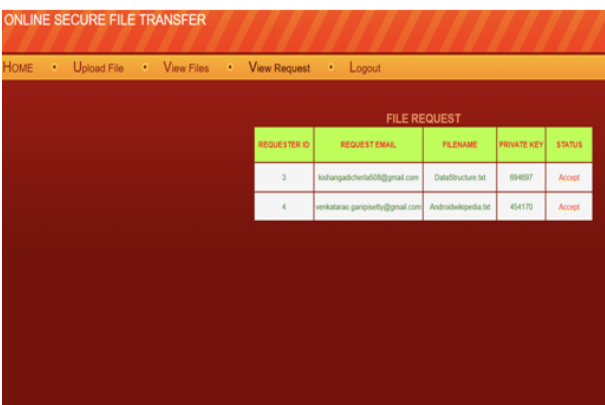 ONLINE SECURE FILE TRANSFER
HOME • Upload File • View Files • View Request • Logout
FILE REQUEST
REQUESTER ID REQUEST EMAIL FILENAME PRIVATE KEY STATUS
3 kishangadicherla508@gmail.com DataStructure.txt 694697 Accept
4 venkatarao.ganipisetty@gmail.com Androidwikipedia.txt 454170 Accept